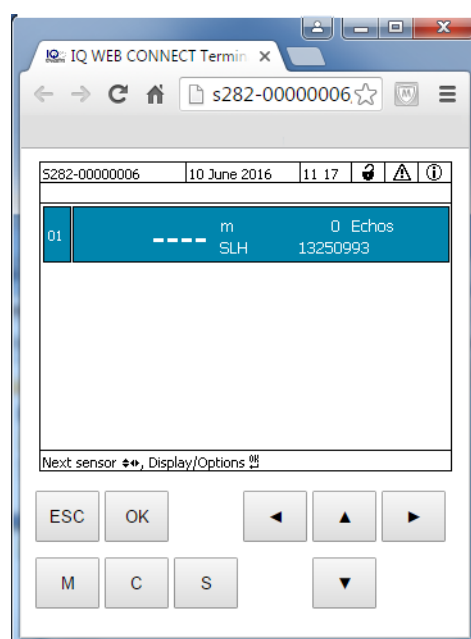 IQ WEB CONNECT Termin
s282-00000006
S282-00000006 10 June 2016 11 17
01 ---- m 0 Echos
SLH 13250993
Next sensor, Display/Options OK
ESC OK ◄ ▲ ►
M C S ▼